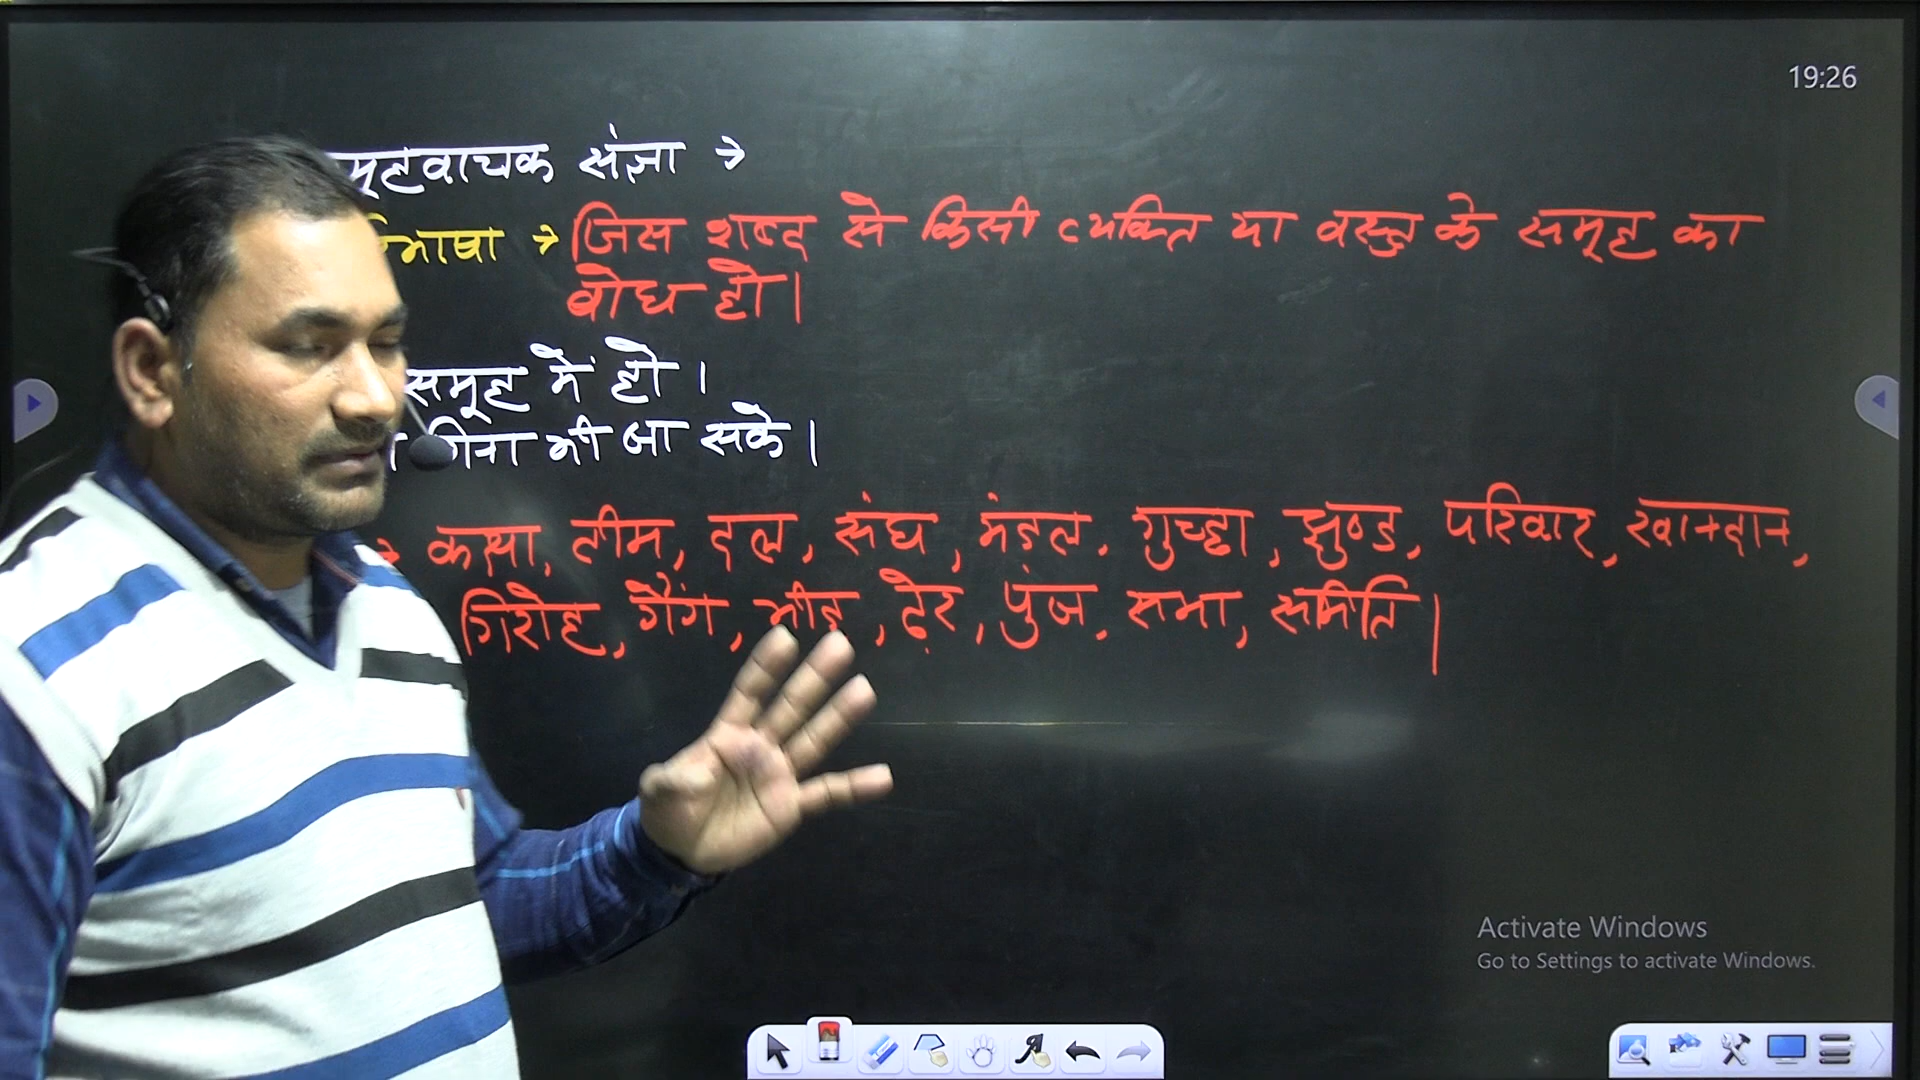 19:26
मूहवाचक संज्ञा →
भाषा → जिस शब्द से किसी व्यक्ति या वस्तु के समूह का
बोध हो।
समूह में हो।
गिना भी जा सके।
→ कक्षा, टीम, दल, संघ, मंडल, गुच्छा, झुण्ड, परिवार, खानदान,
गिरोह, गैंग, भीड़, ढ़ेर, पुंज, सभा, समिति।
Activate Windows
Go to Settings to activate Windows.